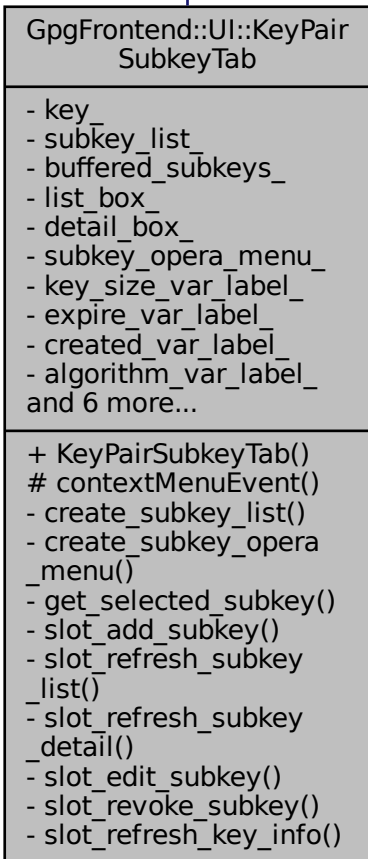 GpgFrontend::UI::KeyPair
SubkeyTab
- key_
- subkey_list_
- buffered_subkeys_
- list_box_
- detail_box_
- subkey_opera_menu_
- key_size_var_label_
- expire_var_label_
- created_var_label_
- algorithm_var_label_
and 6 more...
+ KeyPairSubkeyTab()
# contextMenuEvent()
- create_subkey_list()
- create_subkey_opera
_menu()
- get_selected_subkey()
- slot_add_subkey()
- slot_refresh_subkey
_list()
- slot_refresh_subkey
_detail()
- slot_edit_subkey()
- slot_revoke_subkey()
- slot_refresh_key_info()